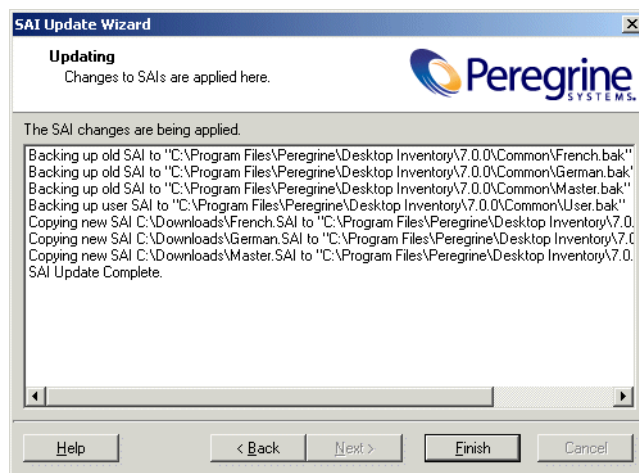 SAI Update Wizard
Updating
Changes to SAIs are applied here.
Peregrine
SYSTEMS
The SAI changes are being applied.
Backing up old SAI to "C:\Program Files\Peregrine\Desktop Inventory\7.0.0\Common\French.bak"
Backing up old SAI to "C:\Program Files\Peregrine\Desktop Inventory\7.0.0\Common\German.bak"
Backing up old SAI to "C:\Program Files\Peregrine\Desktop Inventory\7.0.0\Common\Master.bak"
Backing up user SAI to "C:\Program Files\Peregrine\Desktop Inventory\7.0.0\Common\User.bak"
Copying new SAI C:\Downloads\French.SAI to "C:\Program Files\Peregrine\Desktop Inventory\7.0.
Copying new SAI C:\Downloads\German.SAI to "C:\Program Files\Peregrine\Desktop Inventory\7.0
Copying new SAI C:\Downloads\Master.SAI to "C:\Program Files\Peregrine\Desktop Inventory\7.0.
SAI Update Complete.
Help < Back Next > Finish Cancel